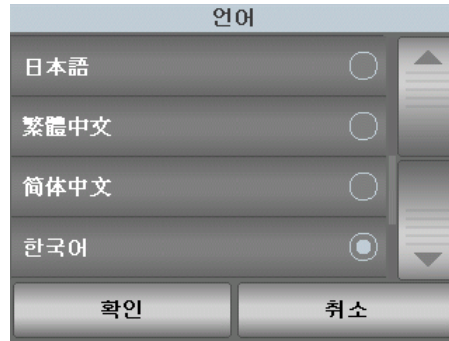 언어
日本語
繁體中文
简体中文
한국어
확인 취소